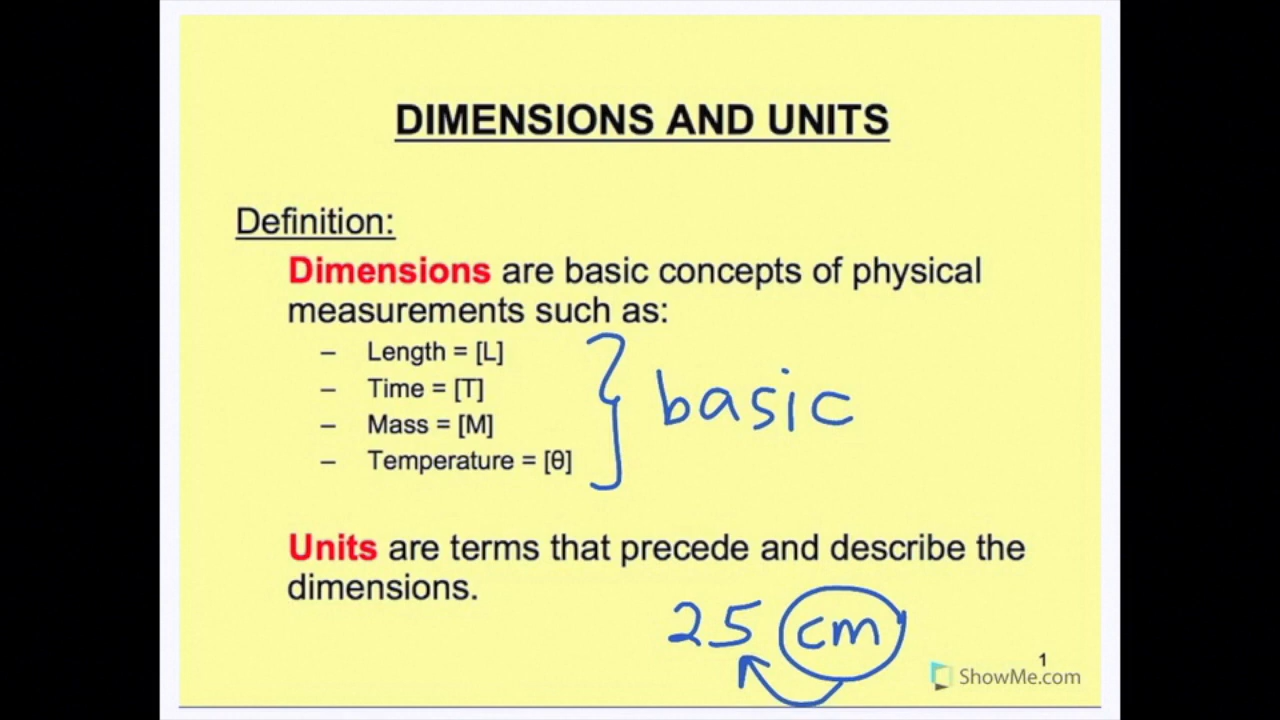 DIMENSIONS AND UNITS
Definition:
Dimensions are basic concepts of physical
measurements such as:
– Length = [L]
– Time = [T]
– Mass = [M]
– Temperature = [θ]
basic
Units are terms that precede and describe the
dimensions.
25 cm
1
ShowMe.com